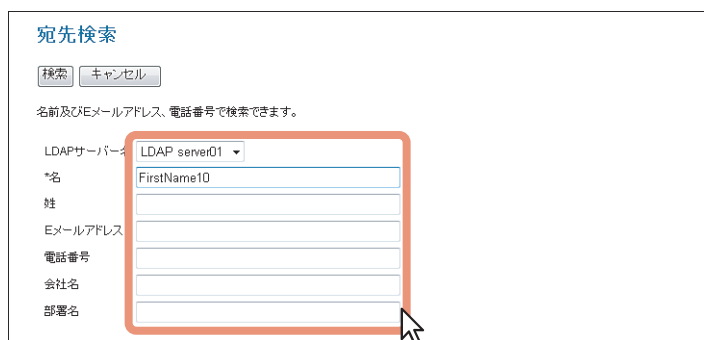 宛先検索
検索 キャンセル
名前及びEメールアドレス、電話番号で検索できます。
LDAPサーバー名 LDAP server01
*名 FirstName10
姓
Eメールアドレス
電話番号
会社名
部署名